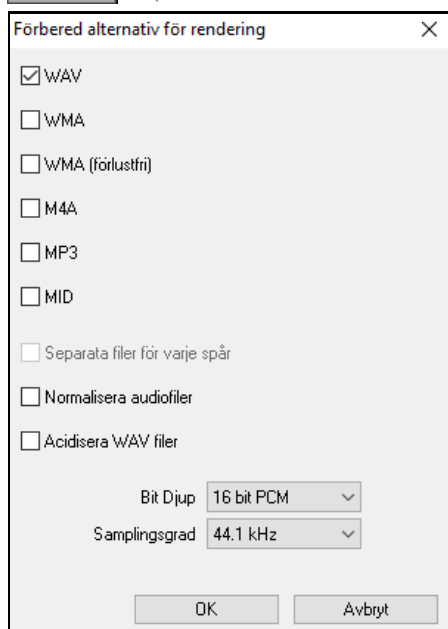 Förbered alternativ för rendering
WAV
WMA
WMA (förlustfri)
M4A
MP3
MID
Separata filer för varje spår
Normalisera audiofiler
Acidisera WAV filer
Bit Djup 16 bit PCM
Samplingsgrad 44.1 kHz
OK Avbryt